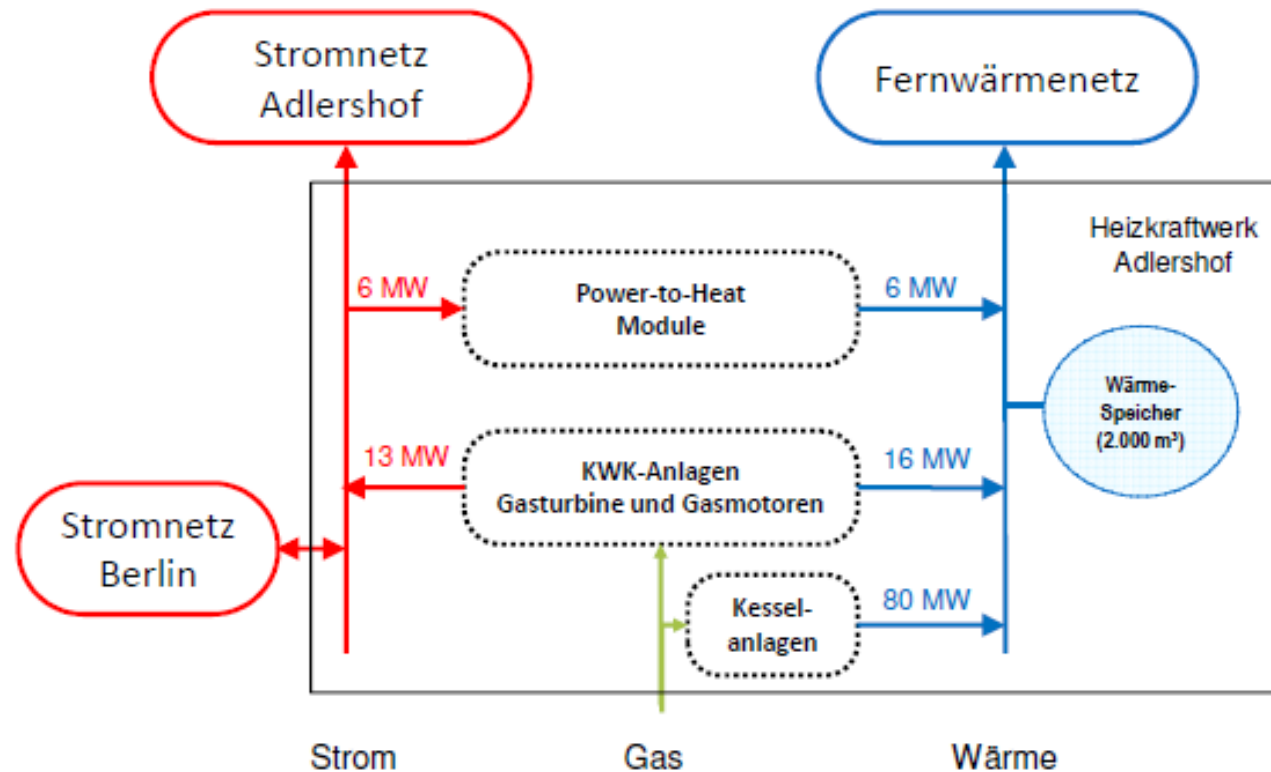 Stromnetz
Adlershof
Fernwärmenetz
Heizkraftwerk
Adlershof
6 MW
Power-to-Heat
Module
6 MW
Wärme-
Speicher
(2.000 m³)
13 MW
KWK-Anlagen
Gasturbine und Gasmotoren
16 MW
Stromnetz
Berlin
Kessel-
anlagen
80 MW
Strom
Gas
Wärme